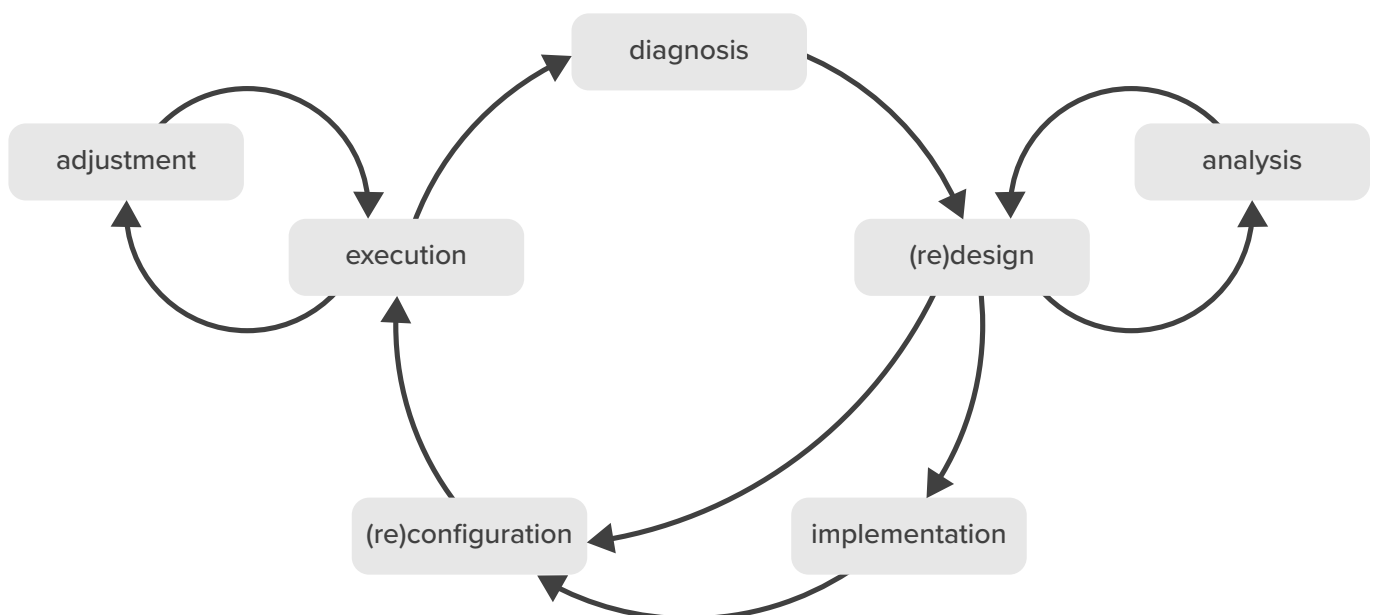 diagnosis
adjustment
analysis
execution
(re)design
(re)configuration
implementation